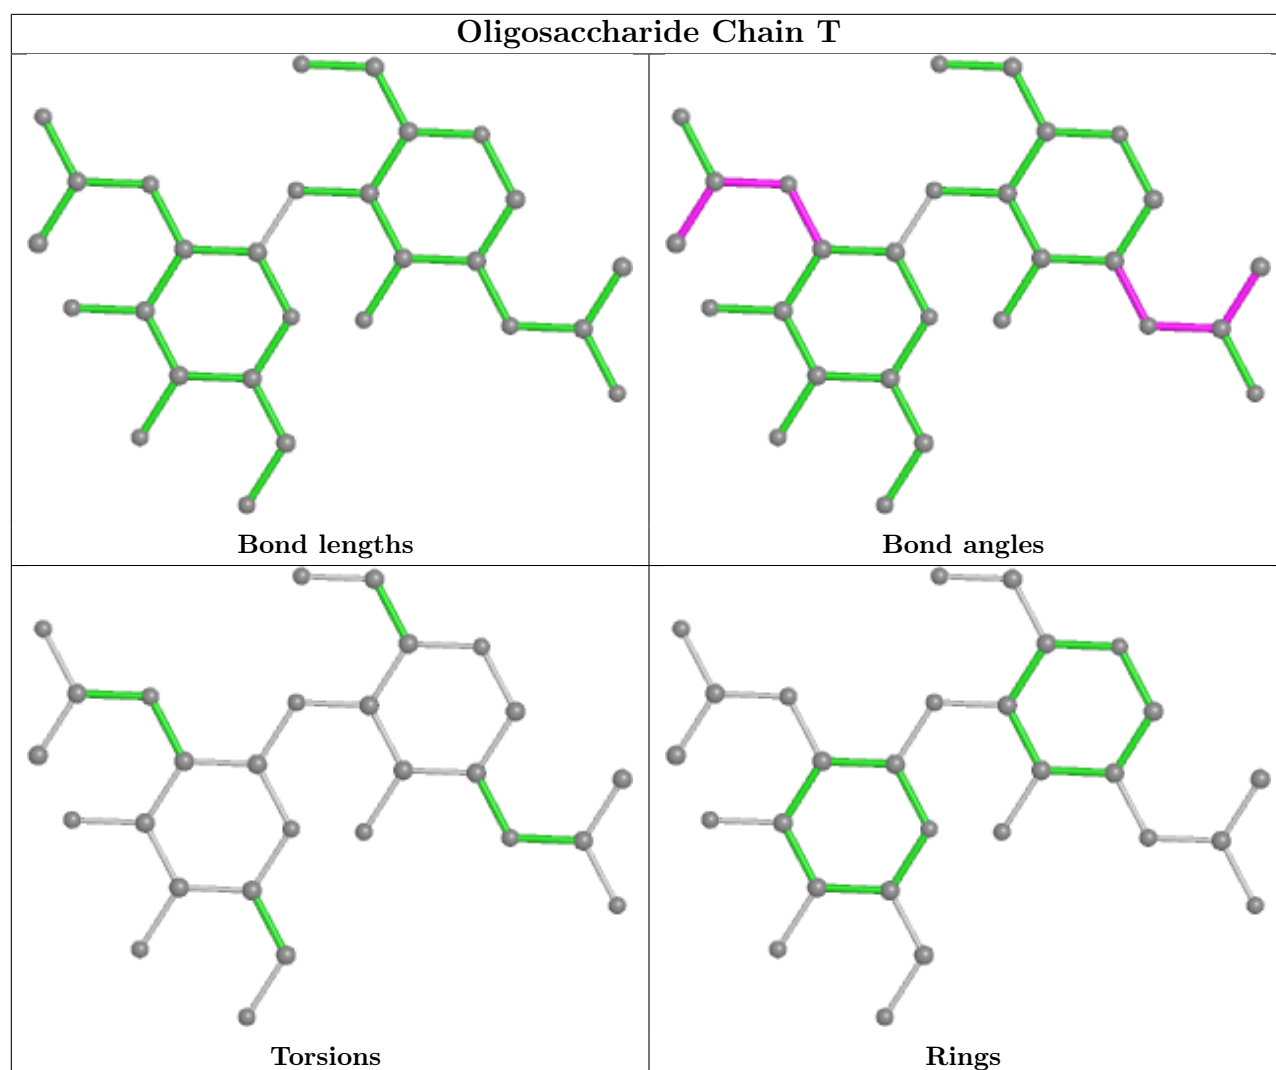 Oligosaccharide Chain T
Bond lengths
Bond angles
Torsions
Rings